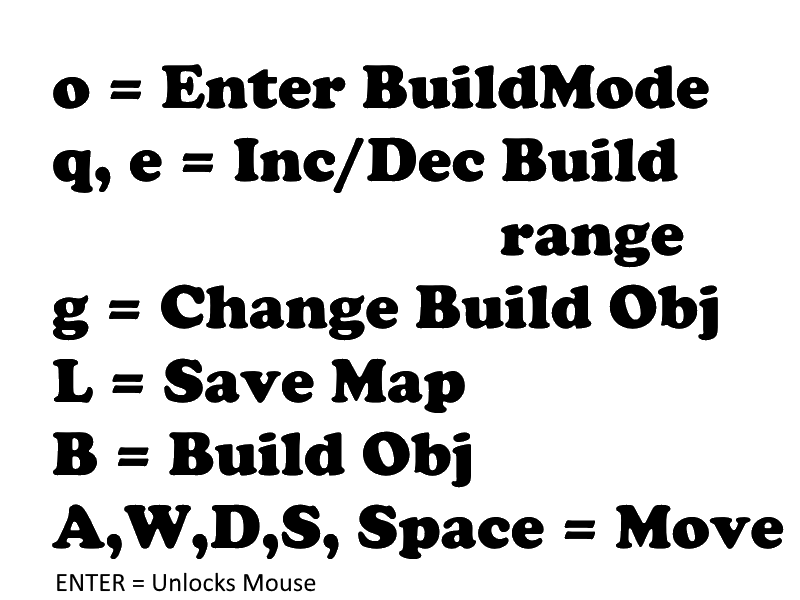 o = Enter BuildMode
q, e = Inc/Dec Build
range
g = Change Build Obj
L = Save Map
B = Build Obj
A,W,D,S, Space = Move
ENTER = Unlocks Mouse